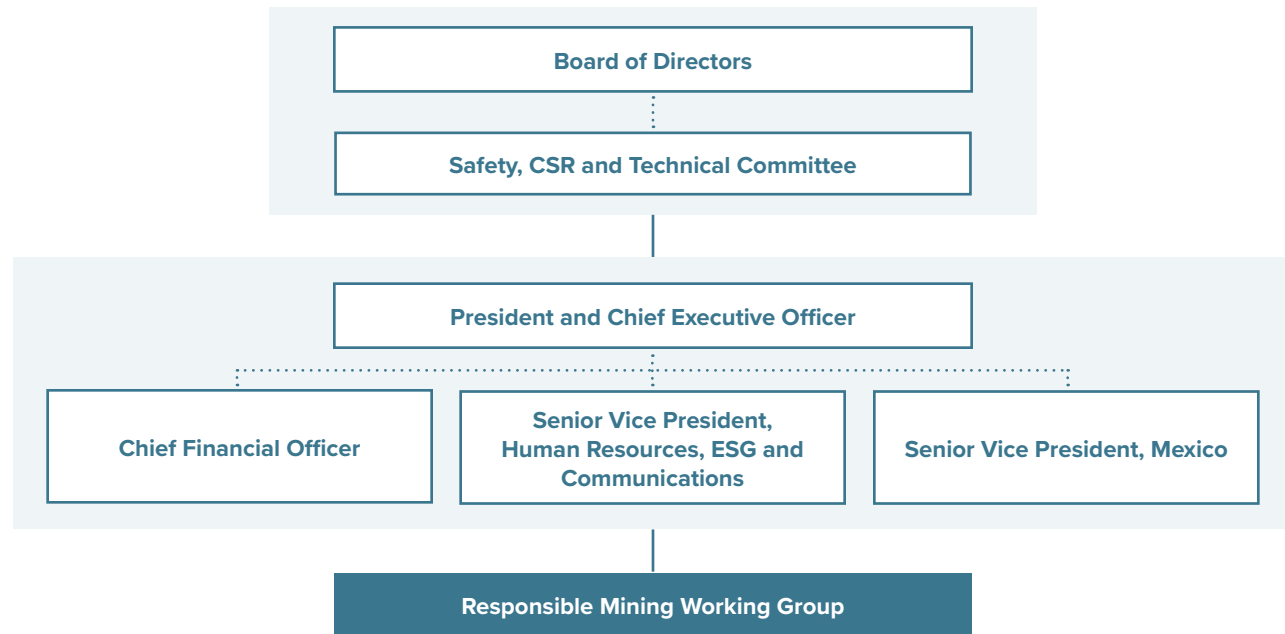 Board of Directors
Safety, CSR and Technical Committee
President and Chief Executive Officer
Chief Financial Officer
Senior Vice President,
Human Resources, ESG and
Communications
Senior Vice President, Mexico
Responsible Mining Working Group